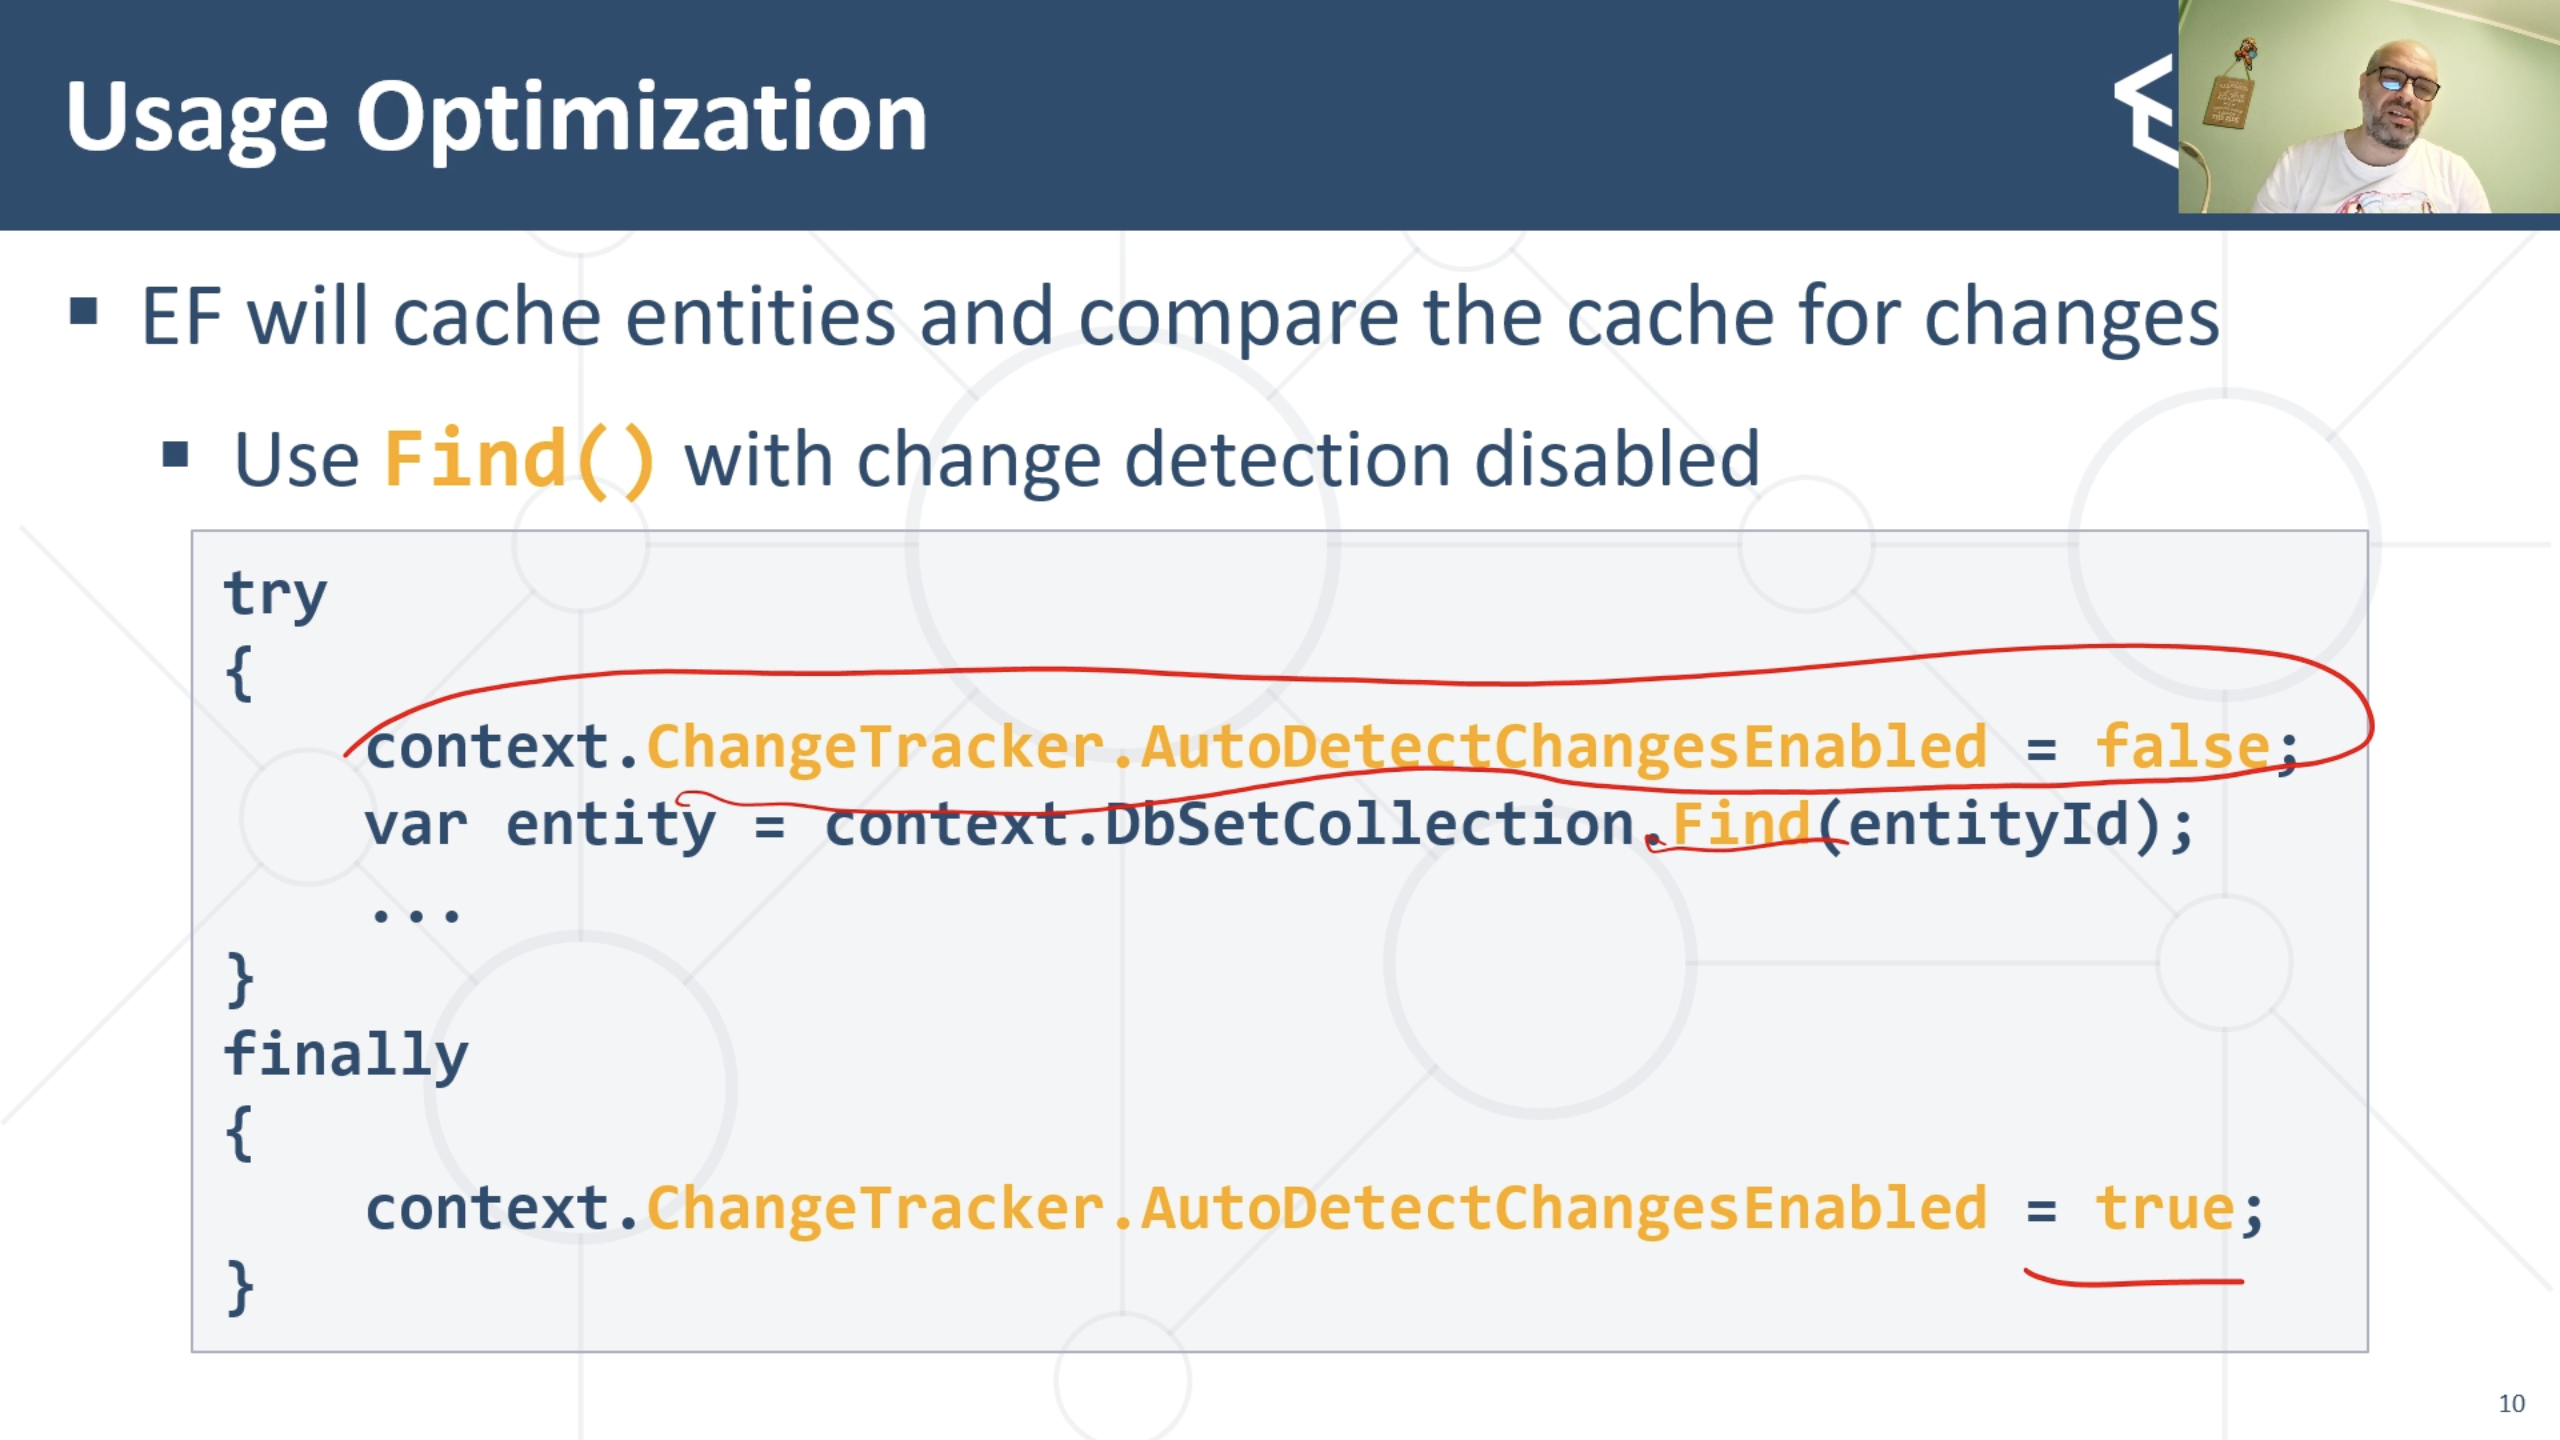 Usage Optimization
▪ EF will cache entities and compare the cache for changes
▪ Use Find() with change detection disabled
try
{
context.ChangeTracker.AutoDetectChangesEnabled = false;
var entity = context.DbSetCollection.Find(entityId);
...
}
finally
{
context.ChangeTracker.AutoDetectChangesEnabled = true;
}
10